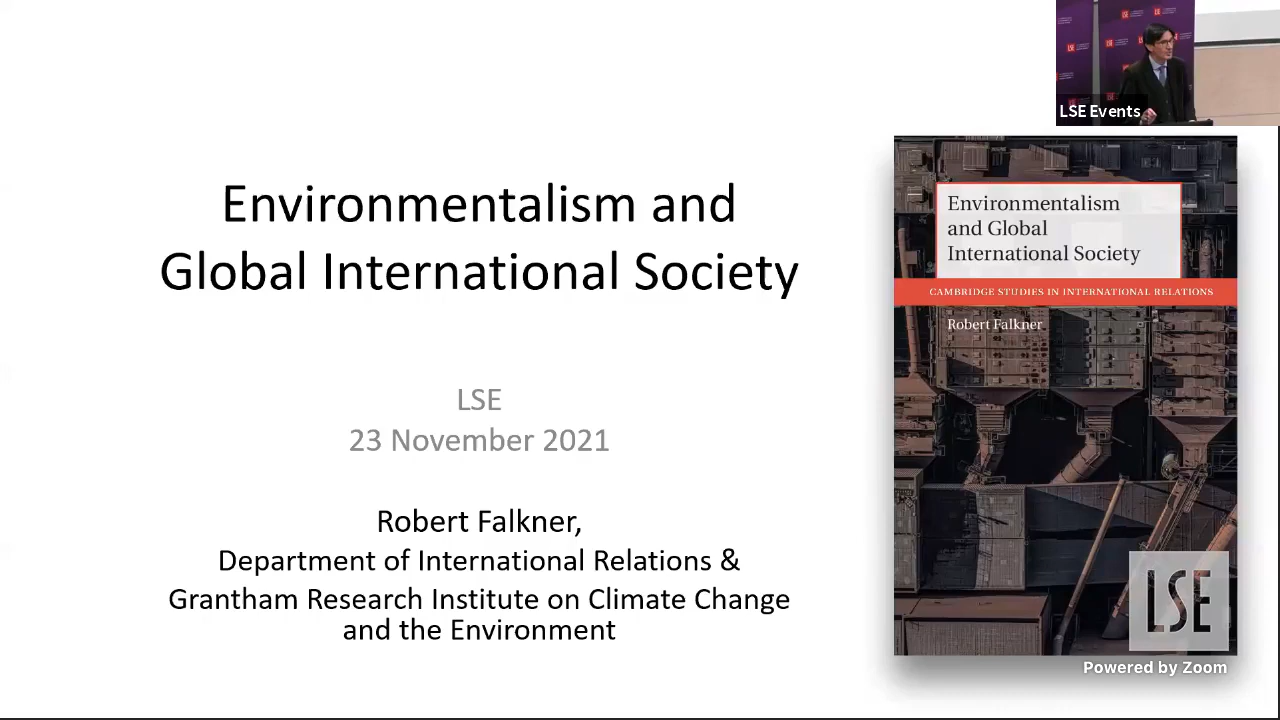 LSE Events
Environmentalism and
Global International Society
LSE
23 November 2021
Robert Falkner,
Department of International Relations &
Grantham Research Institute on Climate Change
and the Environment
Environmentalism
and Global
International Society
CAMBRIDGE STUDIES IN INTERNATIONAL RELATIONS
Robert Falkner
LSE
Powered by Zoom